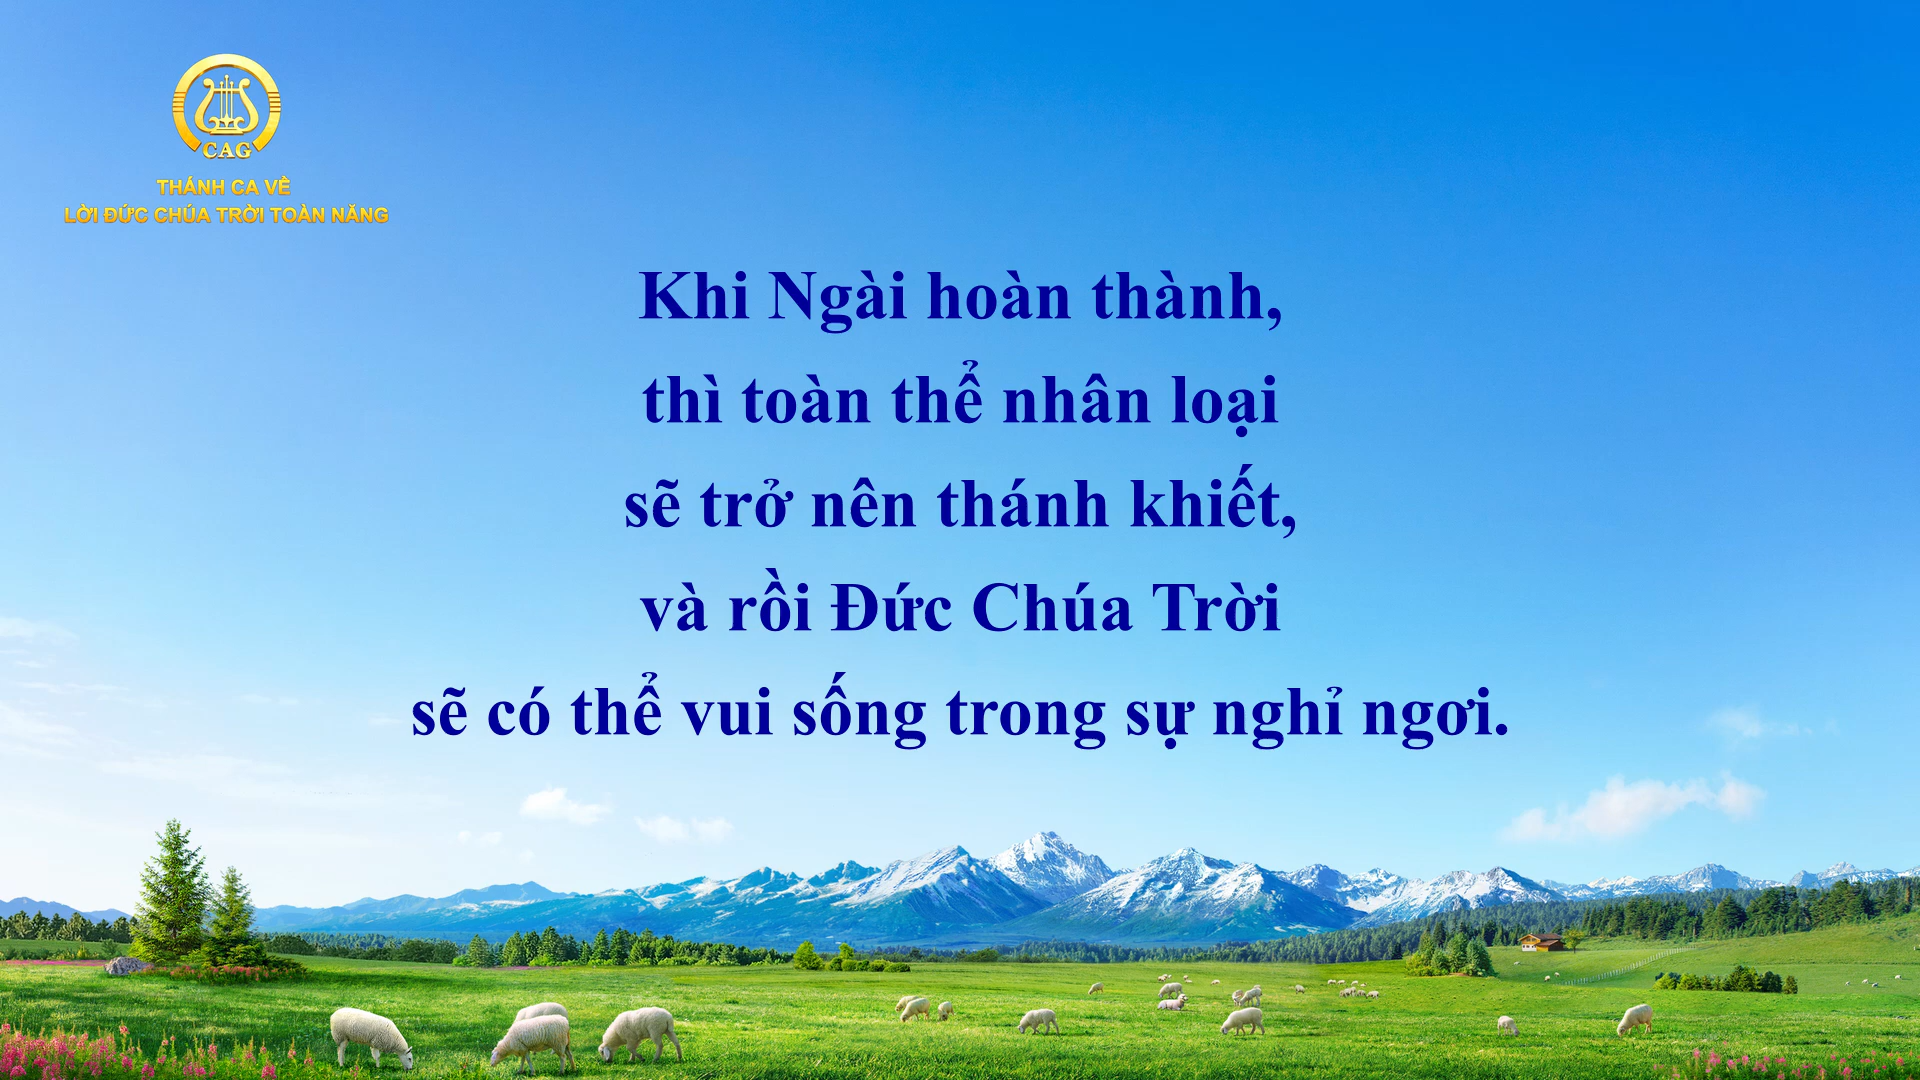 CAG
THÁNH CA VỀ
LỜI ĐỨC CHÚA TRỜI TOÀN NĂNG
Khi Ngài hoàn thành,
thì toàn thể nhân loại
sẽ trở nên thánh khiết,
và rồi Đức Chúa Trời
sẽ có thể vui sống trong sự nghỉ ngơi.